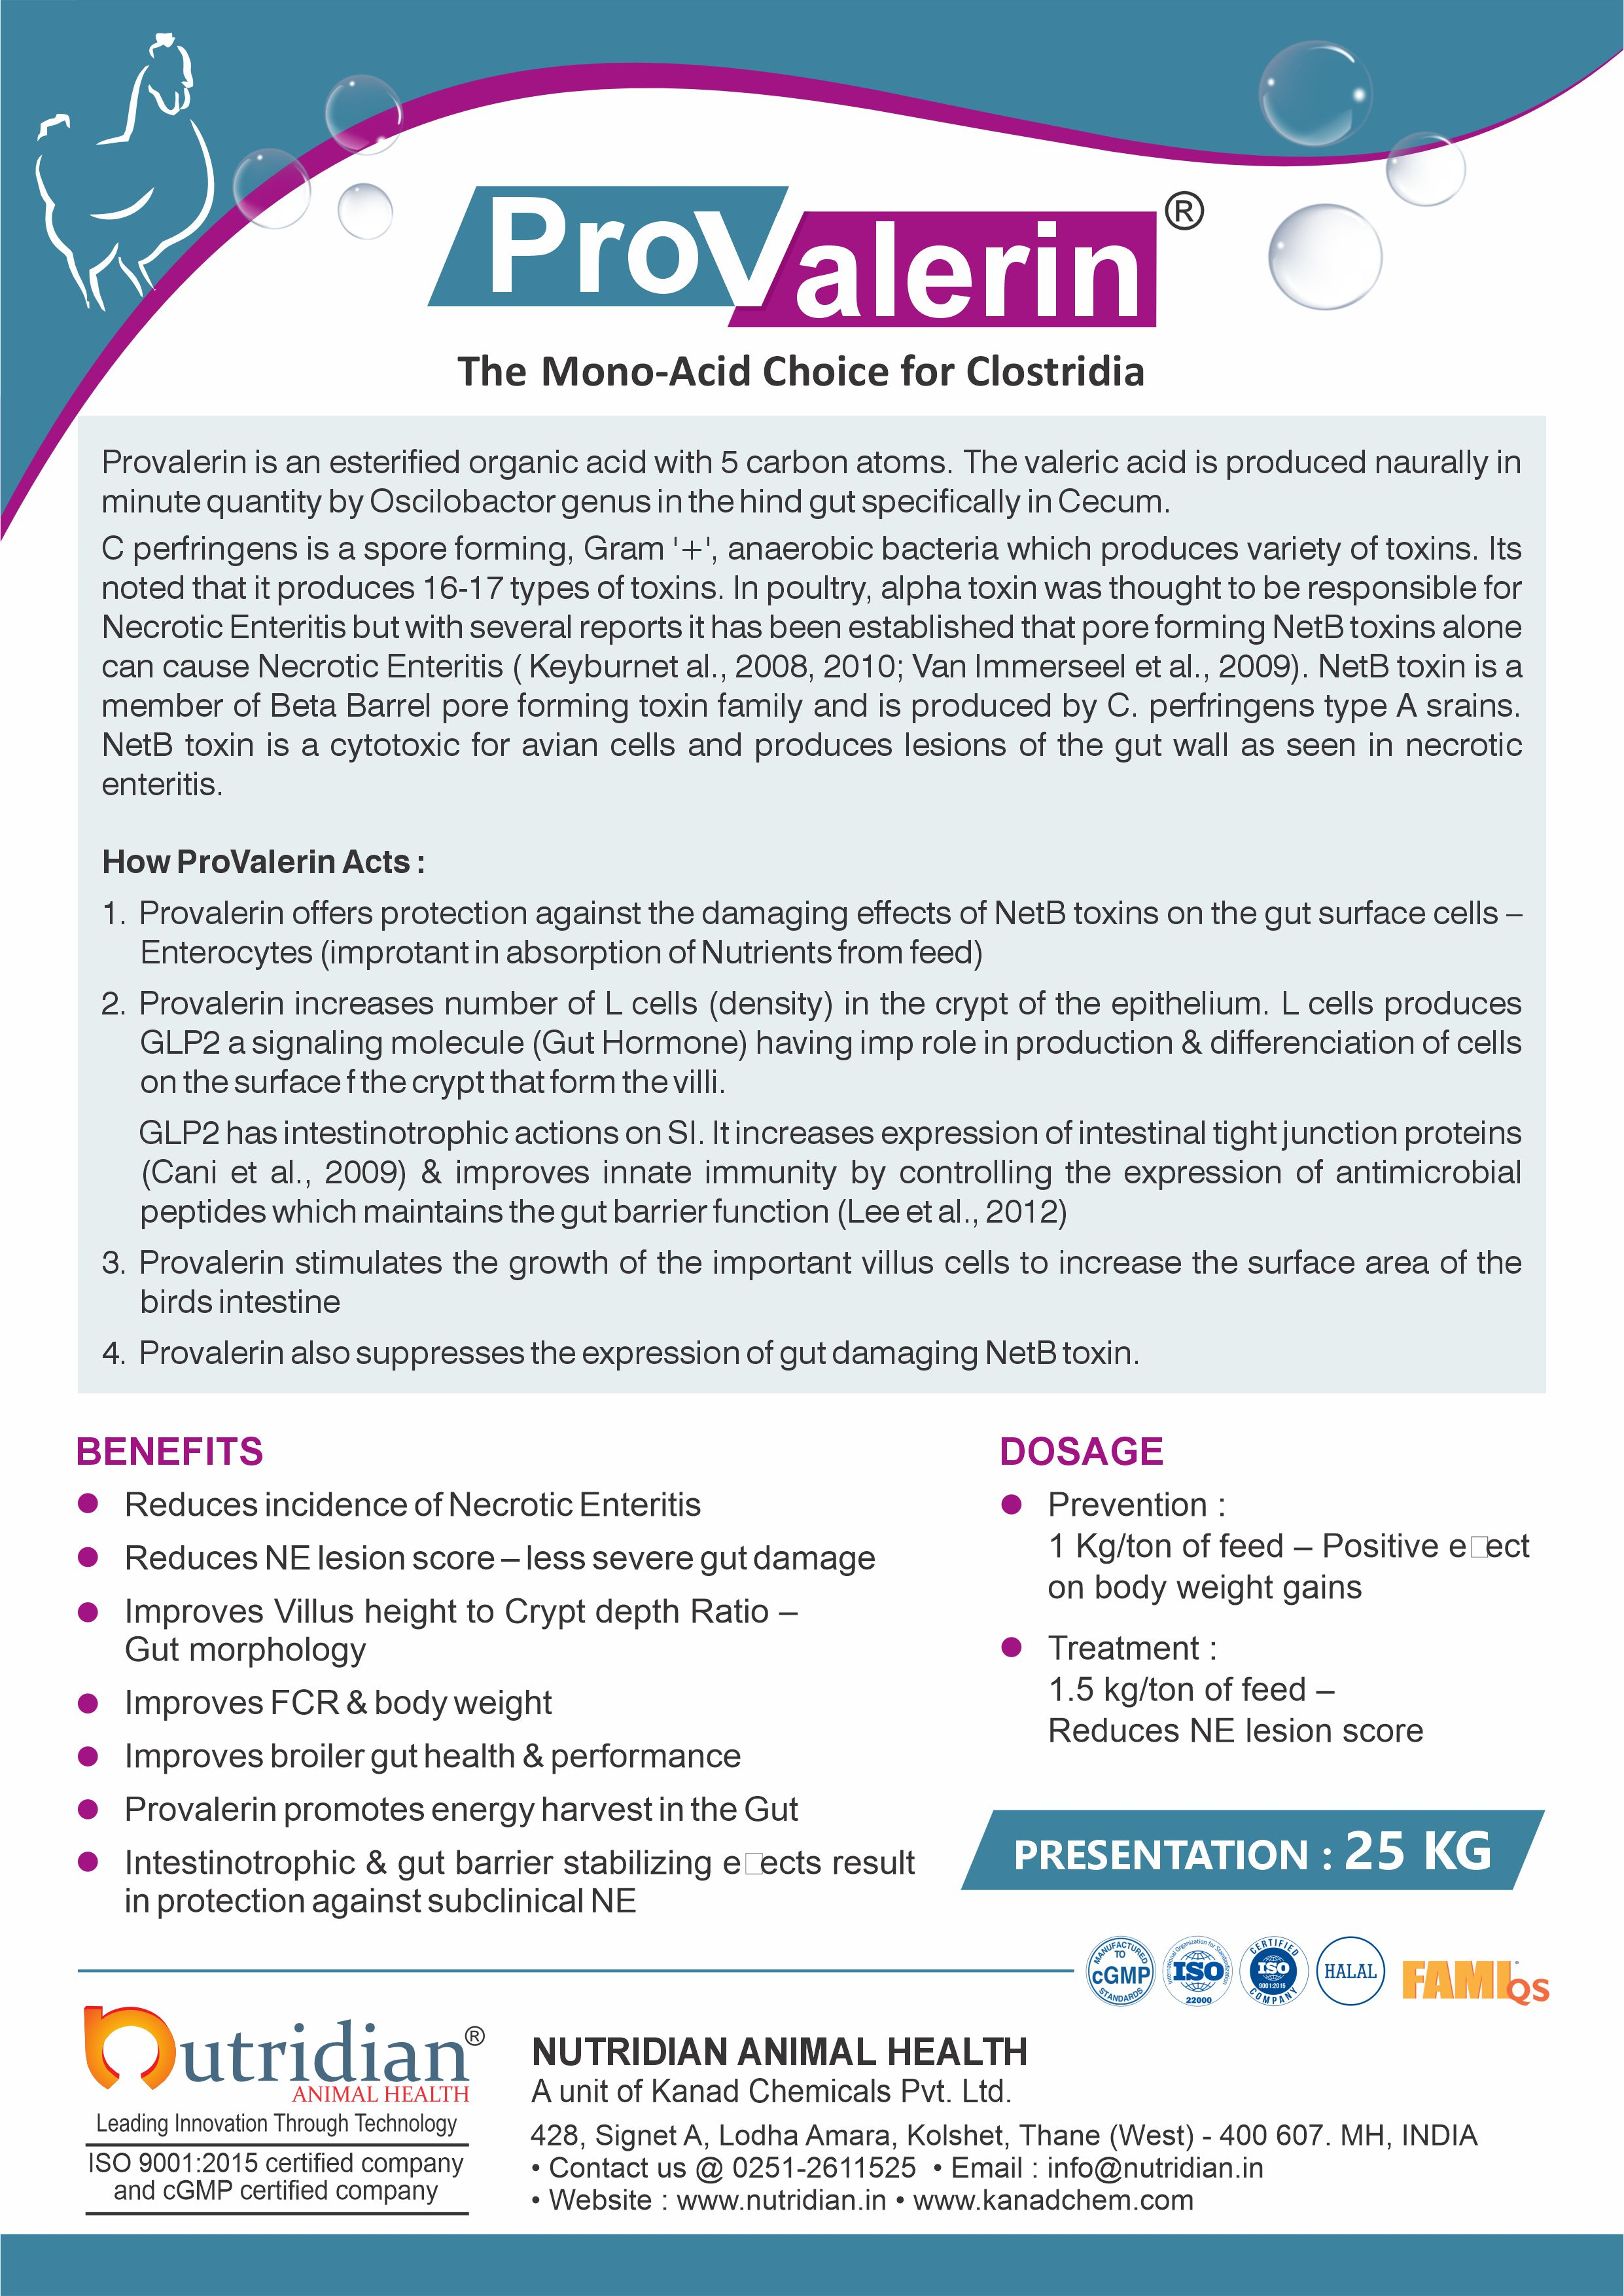 ProValerin®
The Mono-Acid Choice for Clostridia
Provalerin is an esterified organic acid with 5 carbon atoms. The valeric acid is produced naurally in
minute quantity by Oscilobactor genus in the hind gut specifically in Cecum.
C perfringens is a spore forming, Gram '+', anaerobic bacteria which produces variety of toxins. Its
noted that it produces 16-17 types of toxins. In poultry, alpha toxin was thought to be responsible for
Necrotic Enteritis but with several reports it has been established that pore forming NetB toxins alone
can cause Necrotic Enteritis ( Keyburnet al., 2008, 2010; Van Immerseel et al., 2009). NetB toxin is a
member of Beta Barrel pore forming toxin family and is produced by C. perfringens type A srains.
NetB toxin is a cytotoxic for avian cells and produces lesions of the gut wall as seen in necrotic
enteritis.
How ProValerin Acts :
1. Provalerin offers protection against the damaging effects of NetB toxins on the gut surface cells –
Enterocytes (improtant in absorption of Nutrients from feed)
2. Provalerin increases number of L cells (density) in the crypt of the epithelium. L cells produces
GLP2 a signaling molecule (Gut Hormone) having imp role in production & differenciation of cells
on the surface f the crypt that form the villi.
GLP2 has intestinotrophic actions on SI. It increases expression of intestinal tight junction proteins
(Cani et al., 2009) & improves innate immunity by controlling the expression of antimicrobial
peptides which maintains the gut barrier function (Lee et al., 2012)
3. Provalerin stimulates the growth of the important villus cells to increase the surface area of the
birds intestine
4. Provalerin also suppresses the expression of gut damaging NetB toxin.
BENEFITS
● Reduces incidence of Necrotic Enteritis
● Reduces NE lesion score – less severe gut damage
● Improves Villus height to Crypt depth Ratio –
Gut morphology
● Improves FCR & body weight
● Improves broiler gut health & performance
● Provalerin promotes energy harvest in the Gut
● Intestinotrophic & gut barrier stabilizing e□ects result
in protection against subclinical NE
DOSAGE
● Prevention :
1 Kg/ton of feed – Positive e□ect
on body weight gains
● Treatment :
1.5 kg/ton of feed –
Reduces NE lesion score
PRESENTATION : 25 KG
MANUFACTURED TO cGMP STANDARDS
International Organization for Standardization ISO 22000
CERTIFIED ISO 9001:2015 COMPANY
HALAL
FAMI QS
nutridian®
ANIMAL HEALTH
Leading Innovation Through Technology
ISO 9001:2015 certified company
and cGMP certified company
NUTRIDIAN ANIMAL HEALTH
A unit of Kanad Chemicals Pvt. Ltd.
428, Signet A, Lodha Amara, Kolshet, Thane (West) - 400 607. MH, INDIA
• Contact us @ 0251-2611525 • Email : info@nutridian.in
• Website : www.nutridian.in • www.kanadchem.com